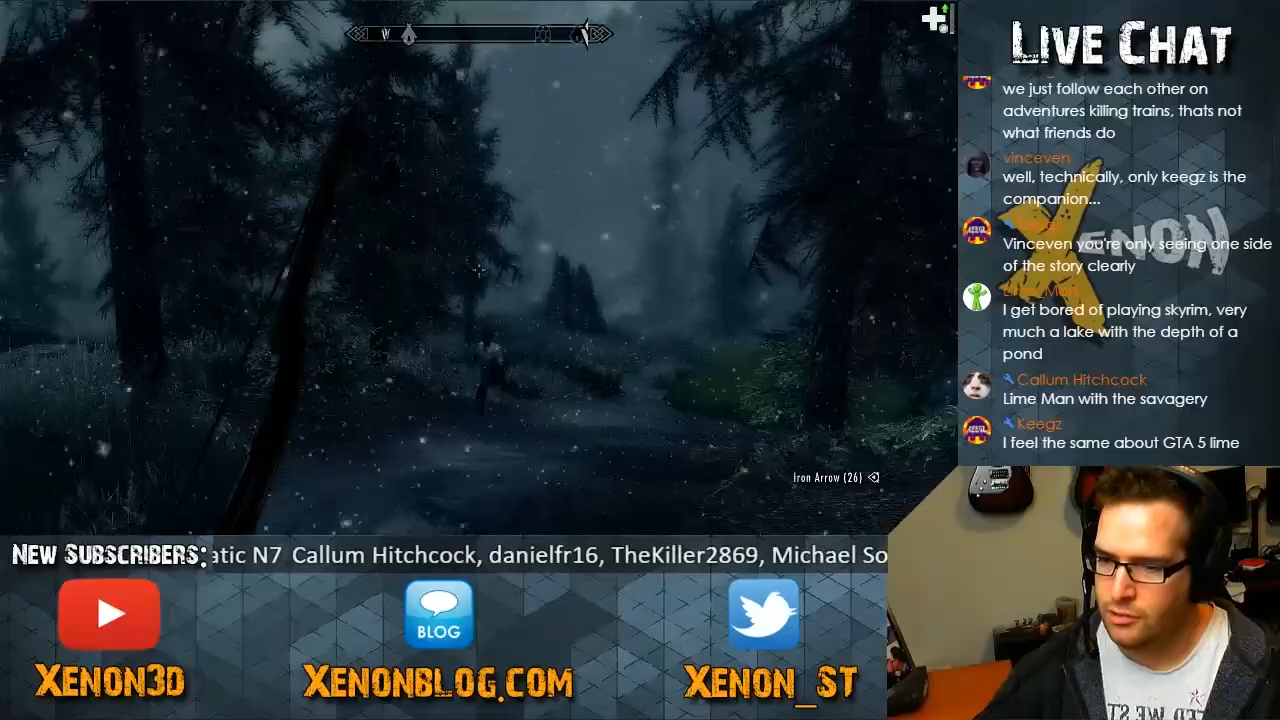 W
Iron Arrow (26)
LIVE CHAT
we just follow each other on
adventures killing trains, thats not
what friends do
vinceven
well, technically, only keegz is the
companion...
XENON
Vinceven you're only seeing one side
of the story clearly
Lime Man
I get bored of playing skyrim, very
much a lake with the depth of a
pond
Callum Hitchcock
Lime Man with the savagery
Keegz
I feel the same about GTA 5 lime
NEW SUBSCRIBERS:
atic N7 Callum Hitchcock, danielfr16, TheKiller2869, Michael So
BLOG
XENON3D
XENONBLOG.COM
XENON_ST